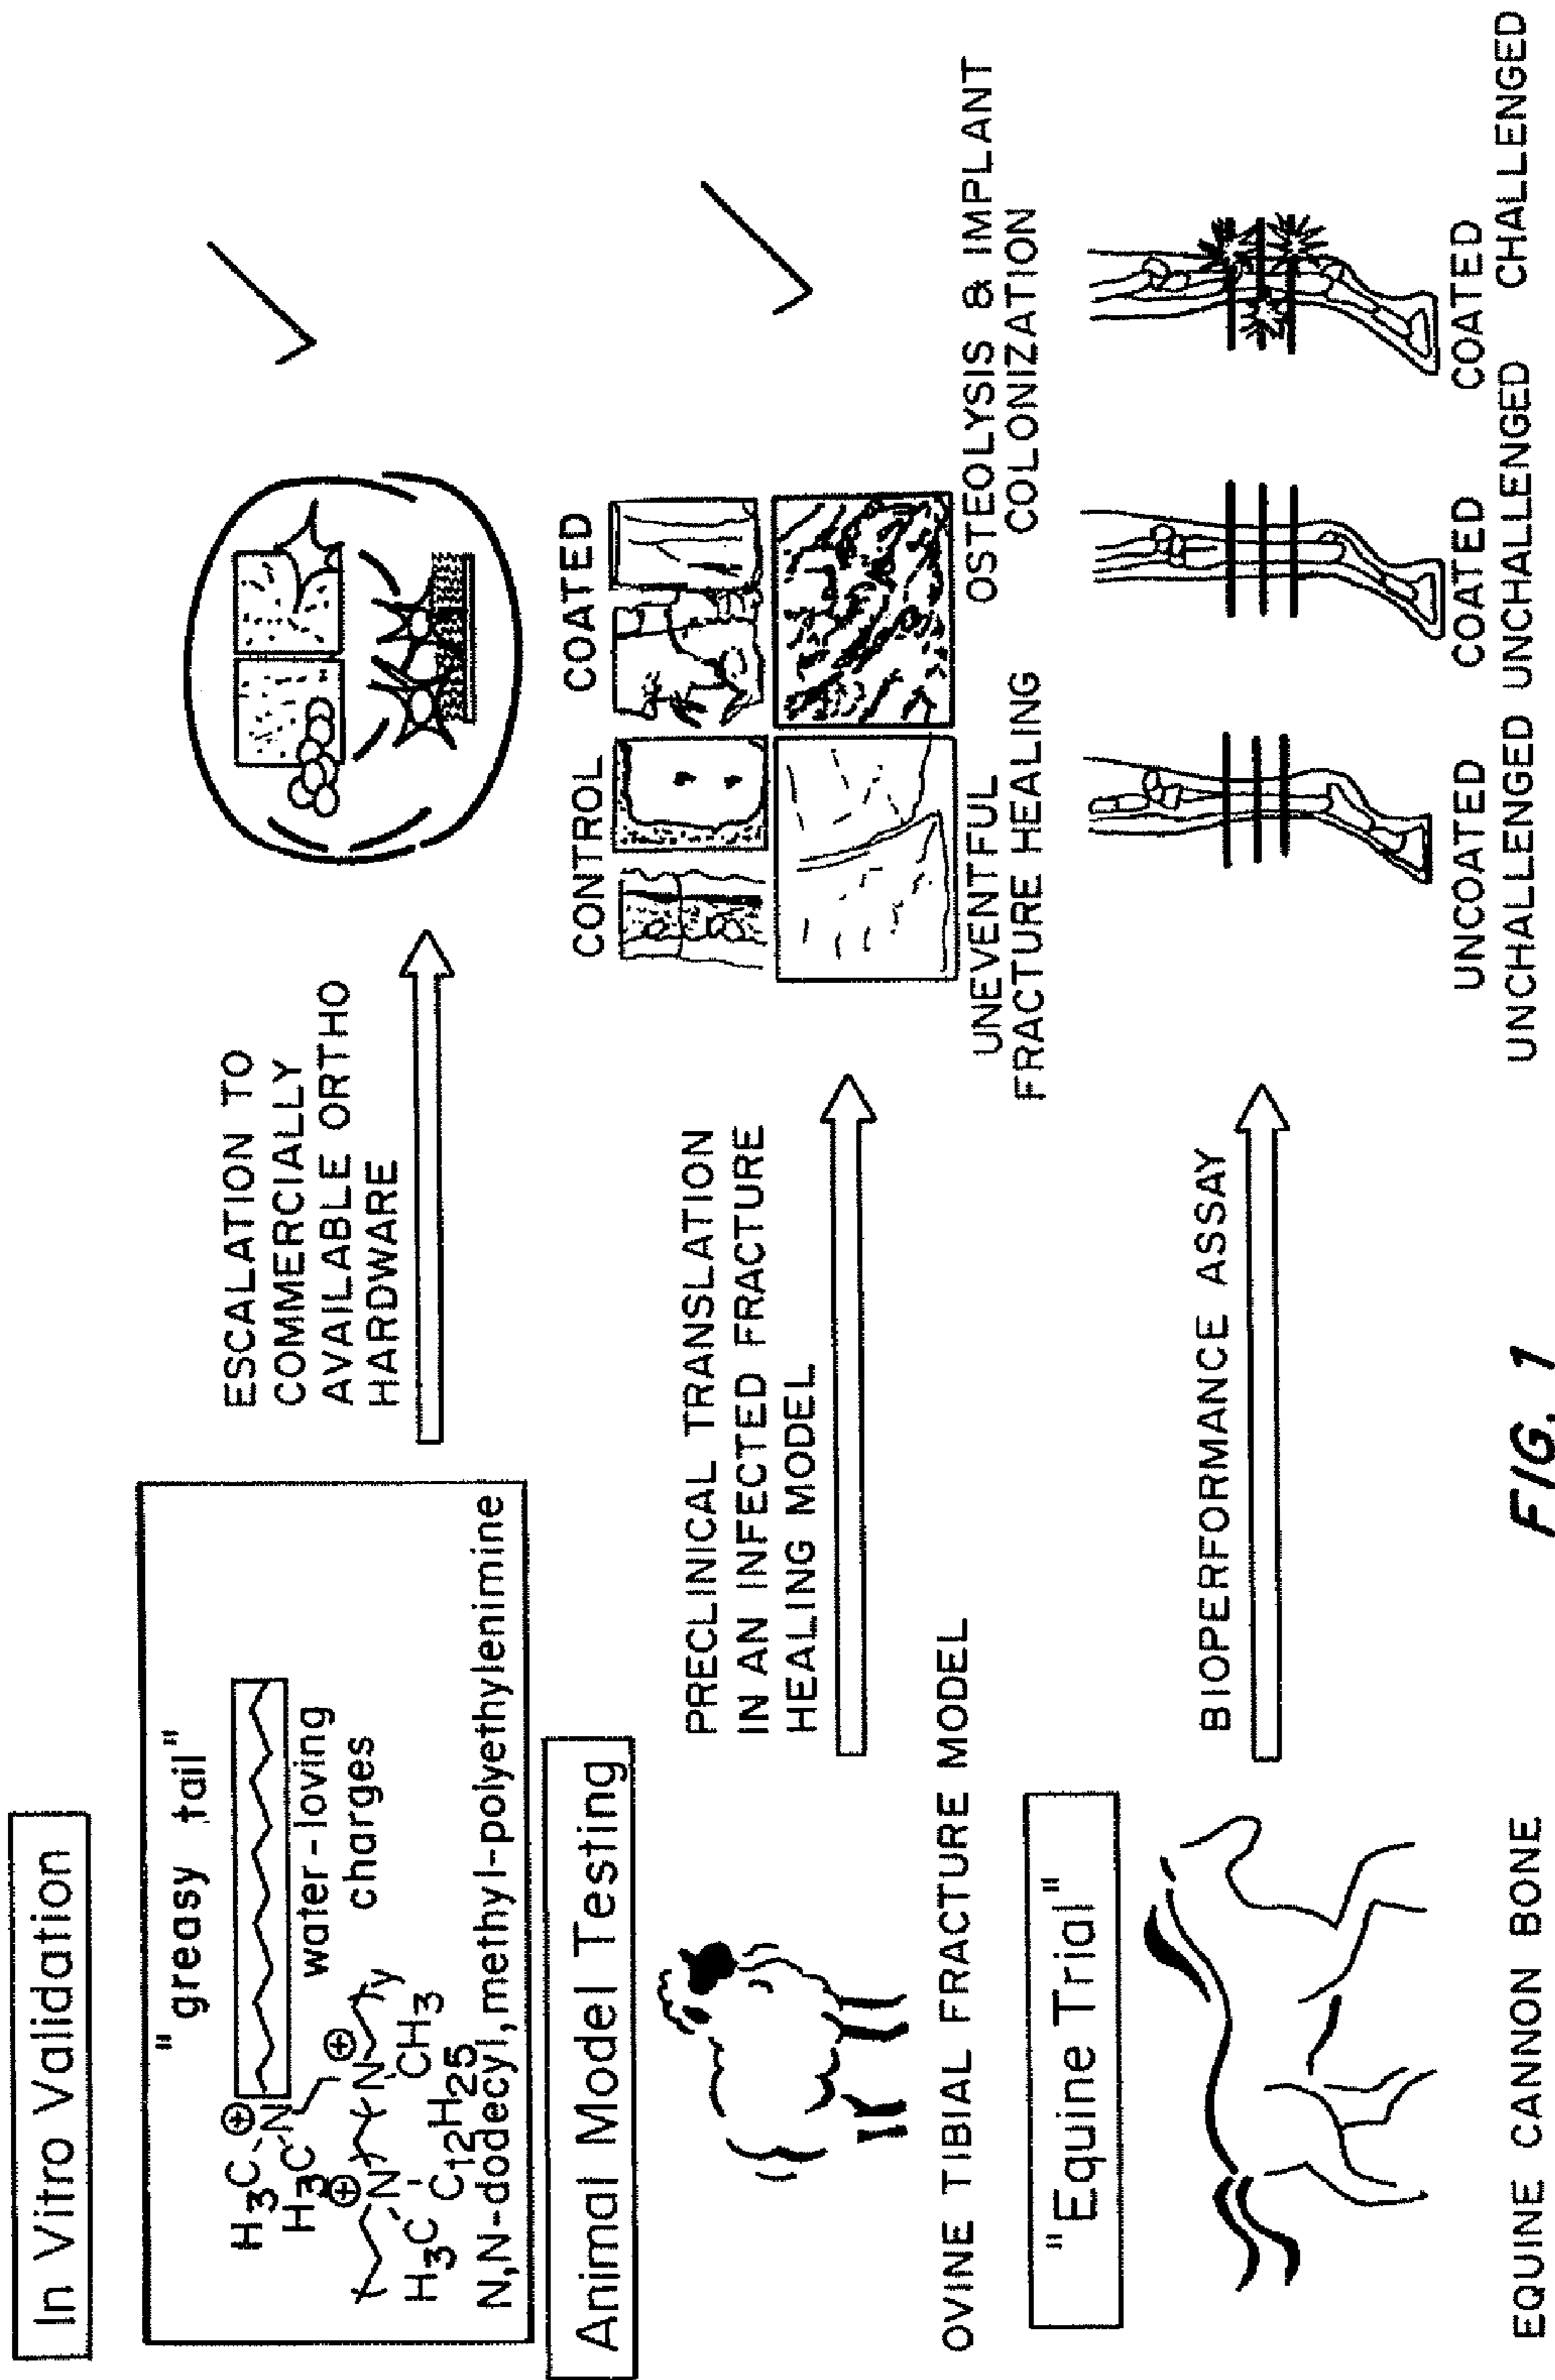 In Vitro Validation
"greasy tail"
H3C ⊕
N
H3C
water-loving
charges
⊕
⊕
N
N
y
H3C
CH3
C12H25
N,N-dodecyl,methyl-polyethylenimine
ESCALATION TO
COMMERCIALLY
AVAILABLE ORTHO
HARDWARE
Animal Model Testing
OVINE TIBIAL FRACTURE MODEL
PRECLINICAL TRANSLATION
IN AN INFECTED FRACTURE
HEALING MODEL
CONTROL
COATED
UNEVENTFUL
FRACTURE HEALING
OSTEOLYSIS & IMPLANT
COLONIZATION
"Equine Trial"
EQUINE CANNON BONE
BIOPERFORMANCE ASSAY
UNCOATED
COATED
COATED
UNCHALLENGED
UNCHALLENGED
CHALLENGED
FIG. 1